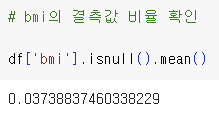 # bmi의 결측값 비율 확인
df['bmi'].isnull().mean()
0.03738837460338229